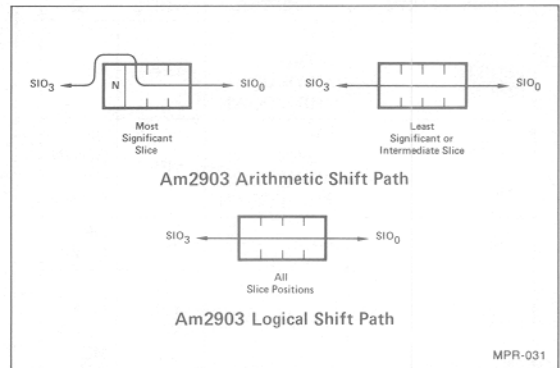 SIO3 N SIO0 SIO3 SIO0
Most
Significant
Slice
Least
Significant or
Intermediate Slice
Am2903 Arithmetic Shift Path
SIO3 SIO0
All
Slice Positions
Am2903 Logical Shift Path
MPR-031